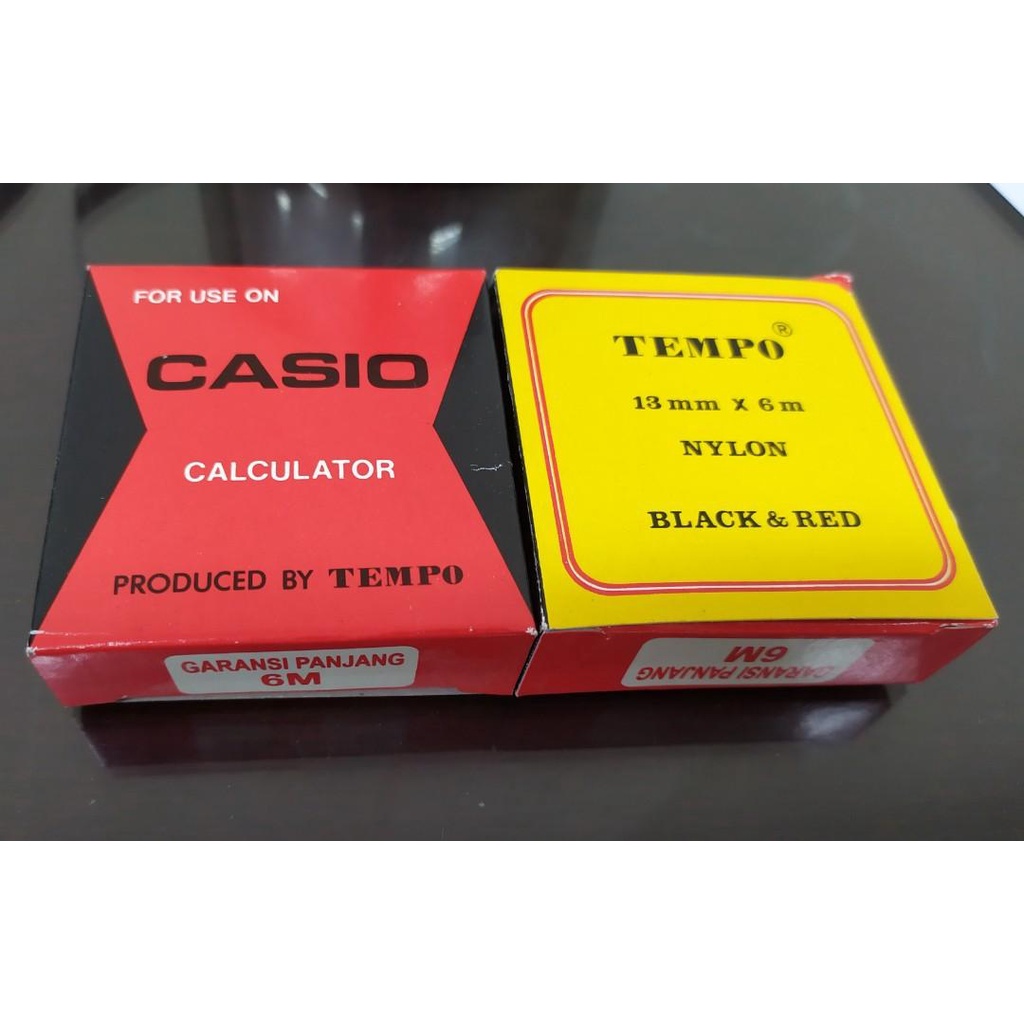 FOR USE ON
CASIO
CALCULATOR
PRODUCED BY TEMPO
GARANSI PANJANG
6M
TEMPO®
13 mm X 6 m
NYLON
BLACK & RED
GARANSI PANJANG
6M